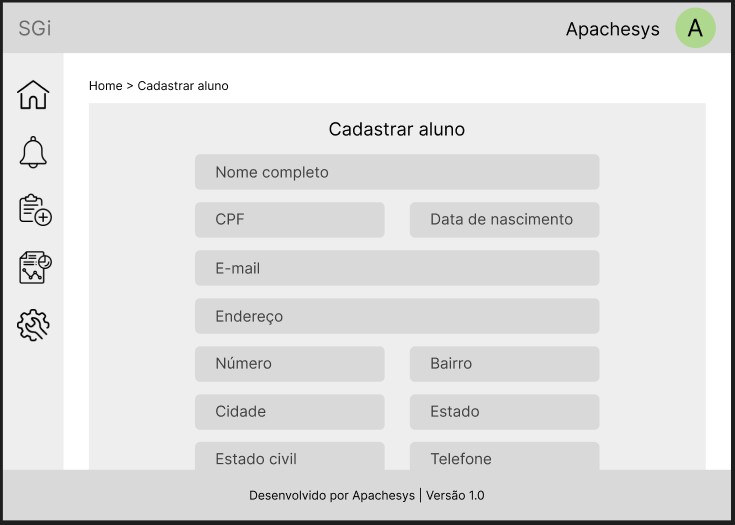 SGi
Apachesys A
Home > Cadastrar aluno
Cadastrar aluno
Nome completo
CPF Data de nascimento
E-mail
Endereço
Número Bairro
Cidade Estado
Estado civil Telefone
Desenvolvido por Apachesys | Versão 1.0